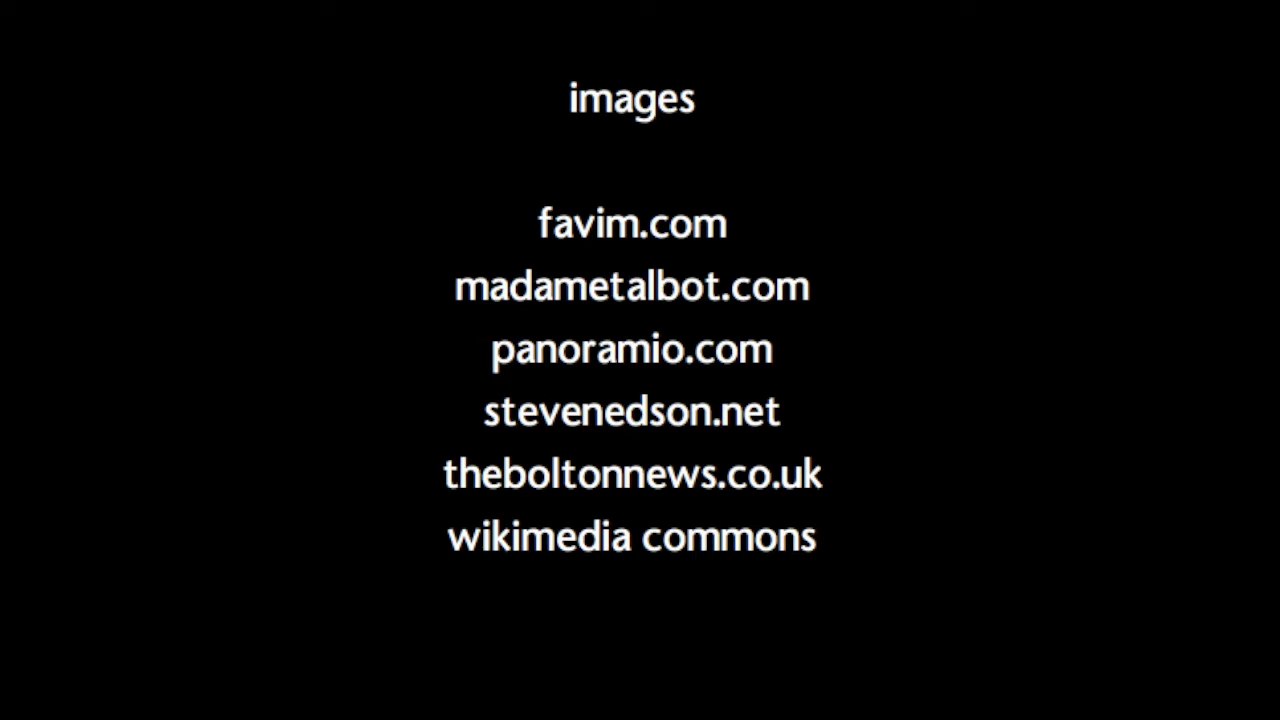 images
favim.com
madametalbot.com
panoramio.com
stevenedson.net
theboltonnews.co.uk
wikimedia commons